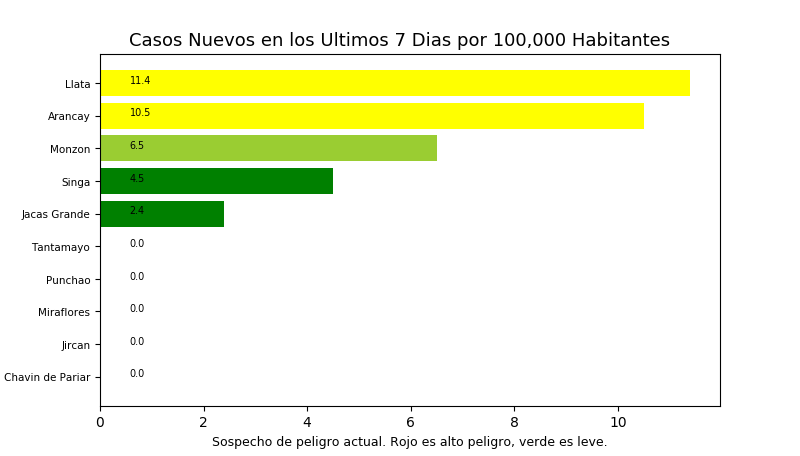 Casos Nuevos en los Ultimos 7 Dias por 100,000 Habitantes
Llata 11.4
Arancay 10.5
Monzon 6.5
Singa 4.5
Jacas Grande 2.4
Tantamayo 0.0
Punchao 0.0
Miraflores 0.0
Jircan 0.0
Chavin de Pariar 0.0
0 2 4 6 8 10
Sospecho de peligro actual. Rojo es alto peligro, verde es leve.